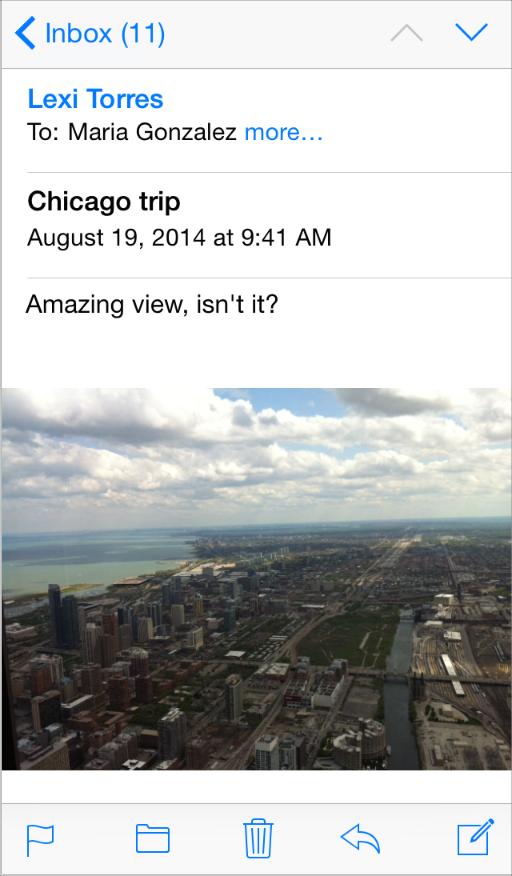 Inbox (11)
Lexi Torres
To: Maria Gonzalez more...
Chicago trip
August 19, 2014 at 9:41 AM
Amazing view, isn't it?